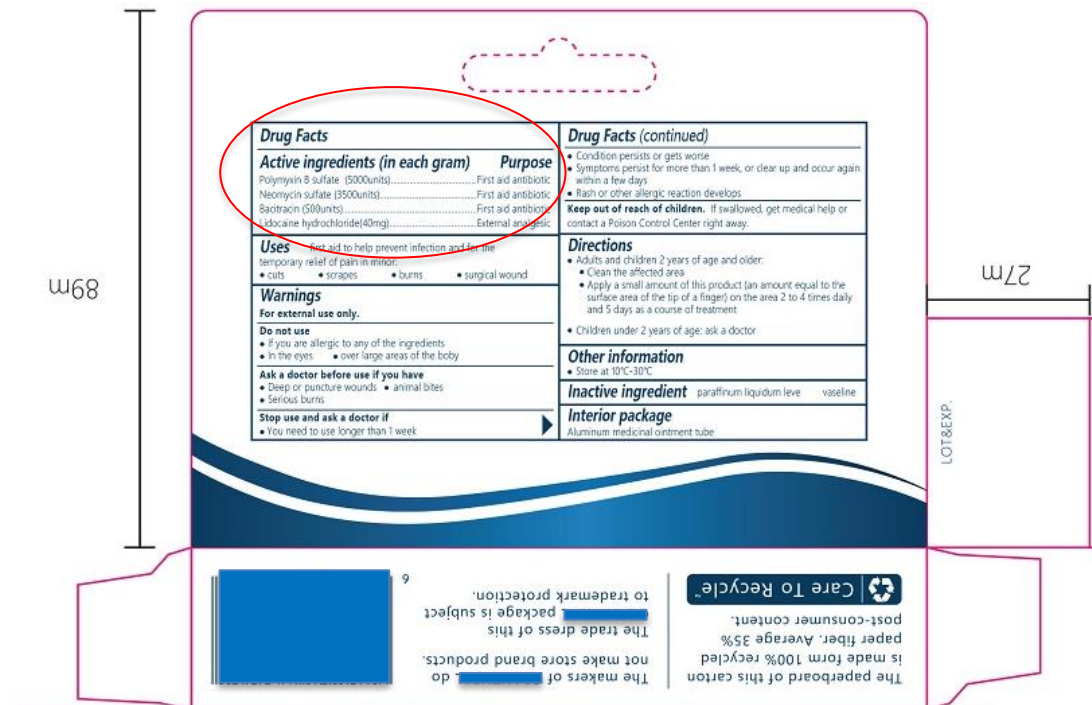 Drug Facts
Active ingredients (in each gram) Purpose
Polymyxin B sulfate (5000units)..............................First aid antibiotic
Neomycin sulfate (3500units)..............................First aid antibiotic
Bacitracin (500units)..............................First aid antibiotic
Lidocaine hydrochloride(40mg)..............................External analgesic
Uses first aid to help prevent infection and for the
temporary relief of pain in minor:
• cuts • scrapes • burns • surgical wound
Warnings
For external use only.
Do not use
• If you are allergic to any of the ingredients
• In the eyes • over large areas of the boby
Ask a doctor before use if you have
• Deep or puncture wounds • animal bites
• Serious burns
Stop use and ask a doctor if
• You need to use longer than 1 week
Drug Facts (continued)
• Condition persists or gets worse
• Symptoms persist for more than 1 week, or clear up and occur again
within a few days
• Rash or other allergic reaction develops
Keep out of reach of children. If swallowed, get medical help or
contact a Poison Control Center right away.
Directions
• Adults and children 2 years of age and older:
• Clean the affected area
• Apply a small amount of this product (an amount equal to the
surface area of the tip of a finger) on the area 2 to 4 times daily
and 5 days as a course of treatment
• Children under 2 years of age: ask a doctor
Other information
• Store at 10℃-30℃
Inactive ingredient paraffinum liquidum leve vaseline
Interior package
Aluminum medicinal ointment tube
89m
27m
LOT&EXP.
The paperboard of this carton
is made form 100% recycled
paper fiber. Average 35%
post-consumer content.
Care To Recycle™
The makers of do
not make store brand products.
The trade dress of this
package is subject
to trademark protection.
6